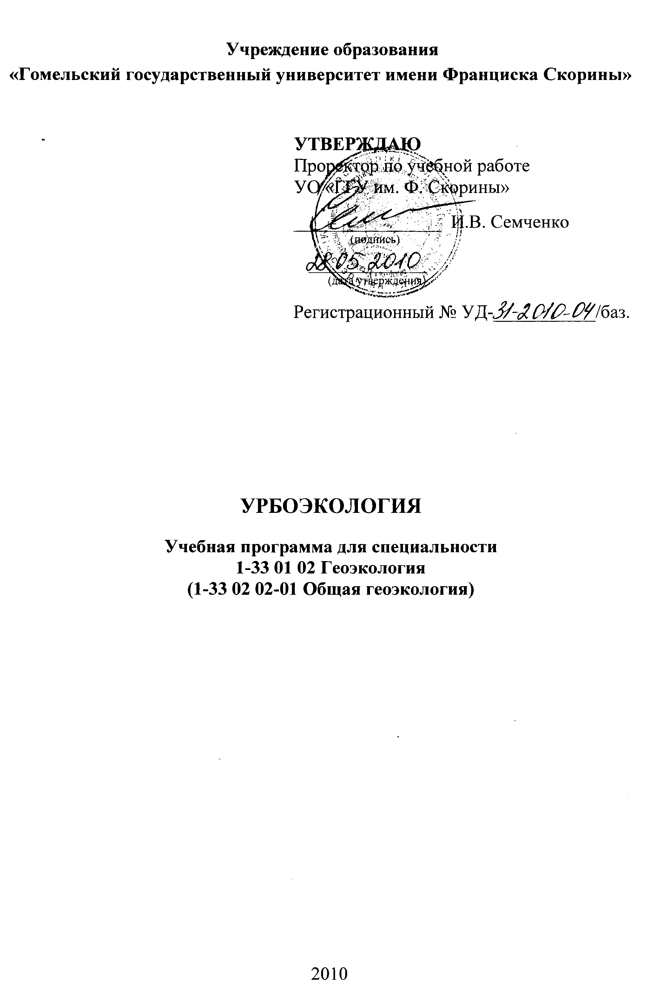 Учреждение образования
«Гомельский государственный университет имени Франциска Скорины»
УТВЕРЖДАЮ
Проректор по учебной работе
УО «ГГУ им. Ф. Скорины»
И.В. Семченко
(подпись)
28.05.2010
(дата утверждения)
Регистрационный № УД-31-2010-04/баз.
УРБОЭКОЛОГИЯ
Учебная программа для специальности
1-33 01 02 Геоэкология
(1-33 02 02-01 Общая геоэкология)
2010